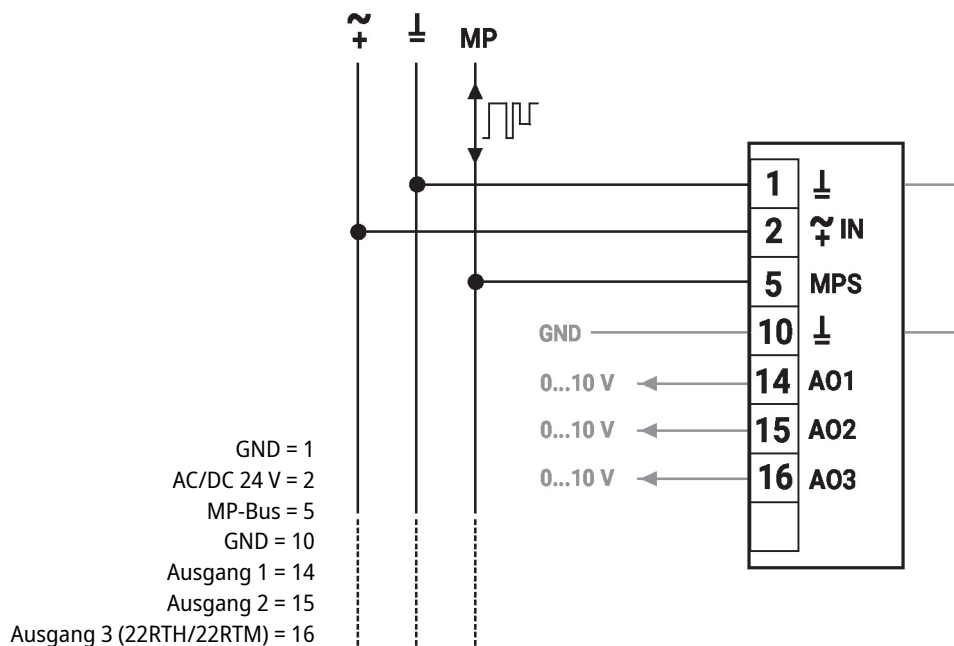 ~
+
⊥
=
MP
1 ⊥
2 ~ + IN
5 MPS
GND 10 ⊥
0...10 V 14 AO1
0...10 V 15 AO2
0...10 V 16 AO3
GND = 1
AC/DC 24 V = 2
MP-Bus = 5
GND = 10
Ausgang 1 = 14
Ausgang 2 = 15
Ausgang 3 (22RTH/22RTM) = 16